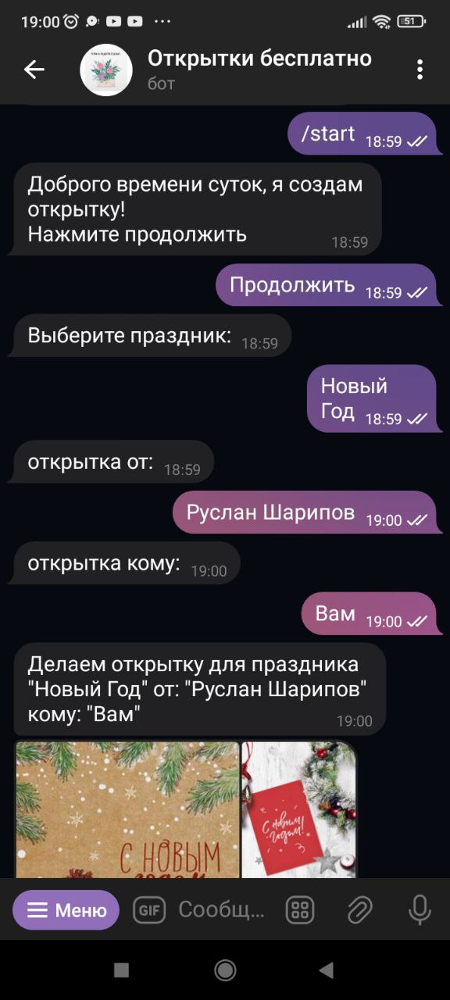 19:00
51
Открытки бесплатно
бот
/start 18:59
Доброго времени суток, я создам
открытку!
Нажмите продолжить 18:59
Продолжить 18:59
Выберите праздник: 18:59
Новый
Год 18:59
открытка от: 18:59
Руслан Шарипов 19:00
открытка кому: 19:00
Вам 19:00
Делаем открытку для праздника
"Новый Год" от: "Руслан Шарипов"
кому: "Вам" 19:00
С НОВЫМ
годом
С новым
годом!
Меню
GIF
Сообщ...